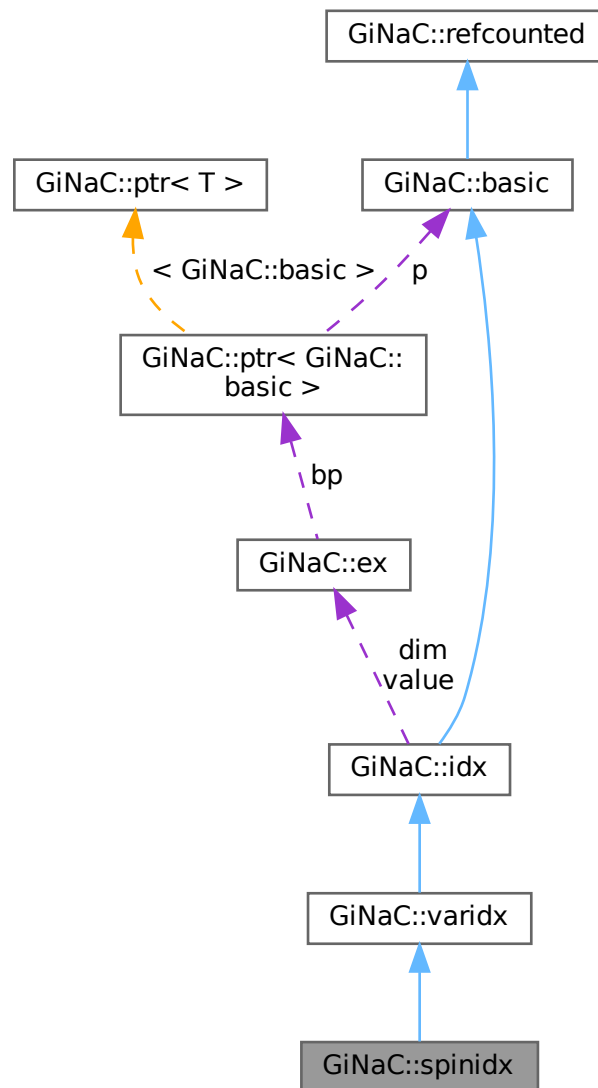 GiNaC::refcounted
GiNaC::ptr< T >
GiNaC::basic
< GiNaC::basic >
p
GiNaC::ptr< GiNaC::
basic >
bp
GiNaC::ex
dim
value
GiNaC::idx
GiNaC::varidx
GiNaC::spinidx